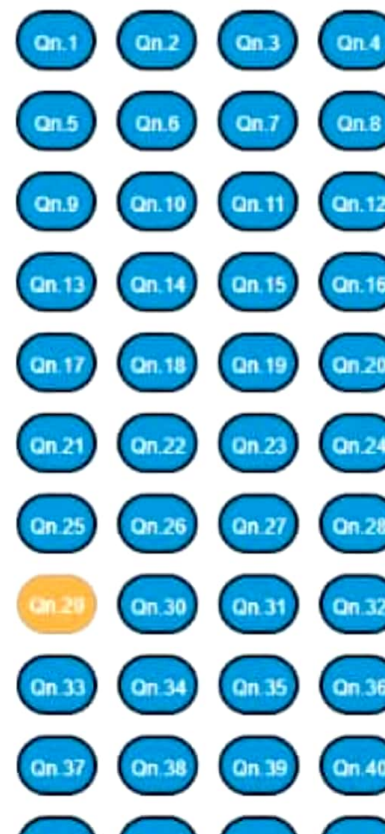 Qn.1 Qn.2 Qn.3 Qn.4
Qn.5 Qn.6 Qn.7 Qn.8
Qn.9 Qn.10 Qn.11 Qn.12
Qn.13 Qn.14 Qn.15 Qn.16
Qn.17 Qn.18 Qn.19 Qn.20
Qn.21 Qn.22 Qn.23 Qn.24
Qn.25 Qn.26 Qn.27 Qn.28
Qn.29 Qn.30 Qn.31 Qn.32
Qn.33 Qn.34 Qn.35 Qn.36
Qn.37 Qn.38 Qn.39 Qn.40